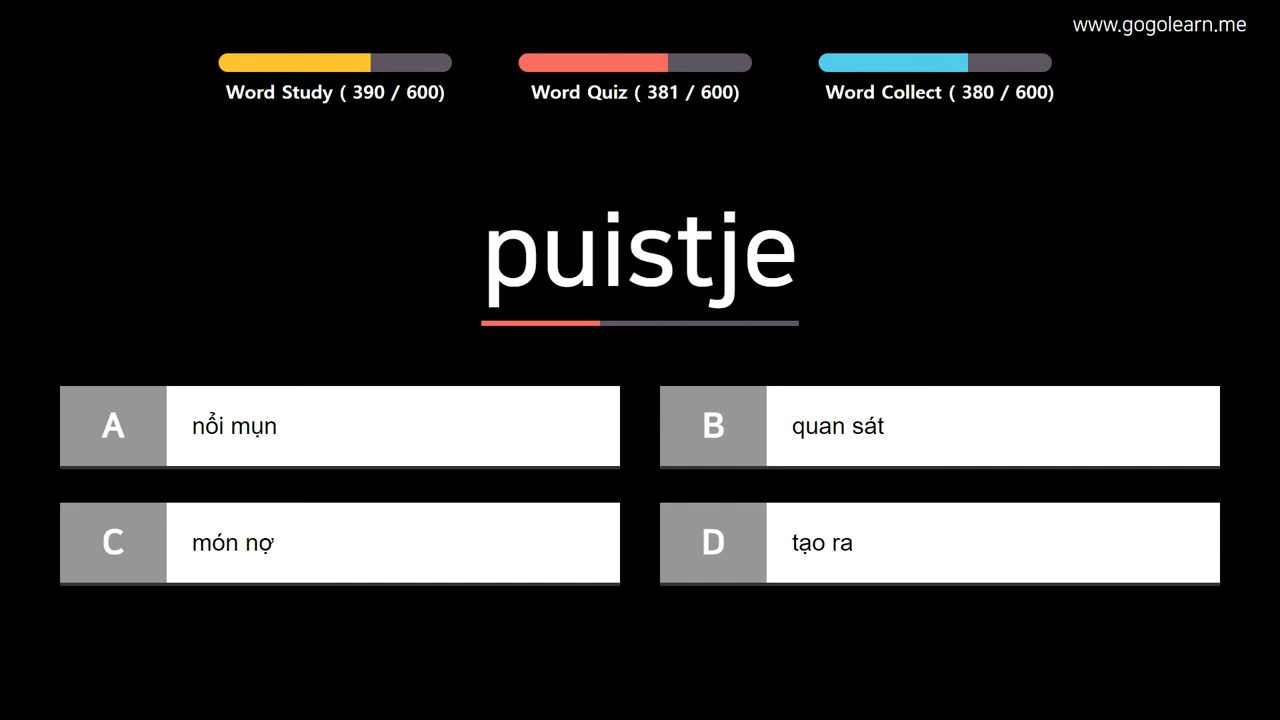 www.gogolearn.me
Word Study ( 390 / 600)
Word Quiz ( 381 / 600)
Word Collect ( 380 / 600)
puistje
A
nổi mụn
B
quan sát
C
món nợ
D
tạo ra